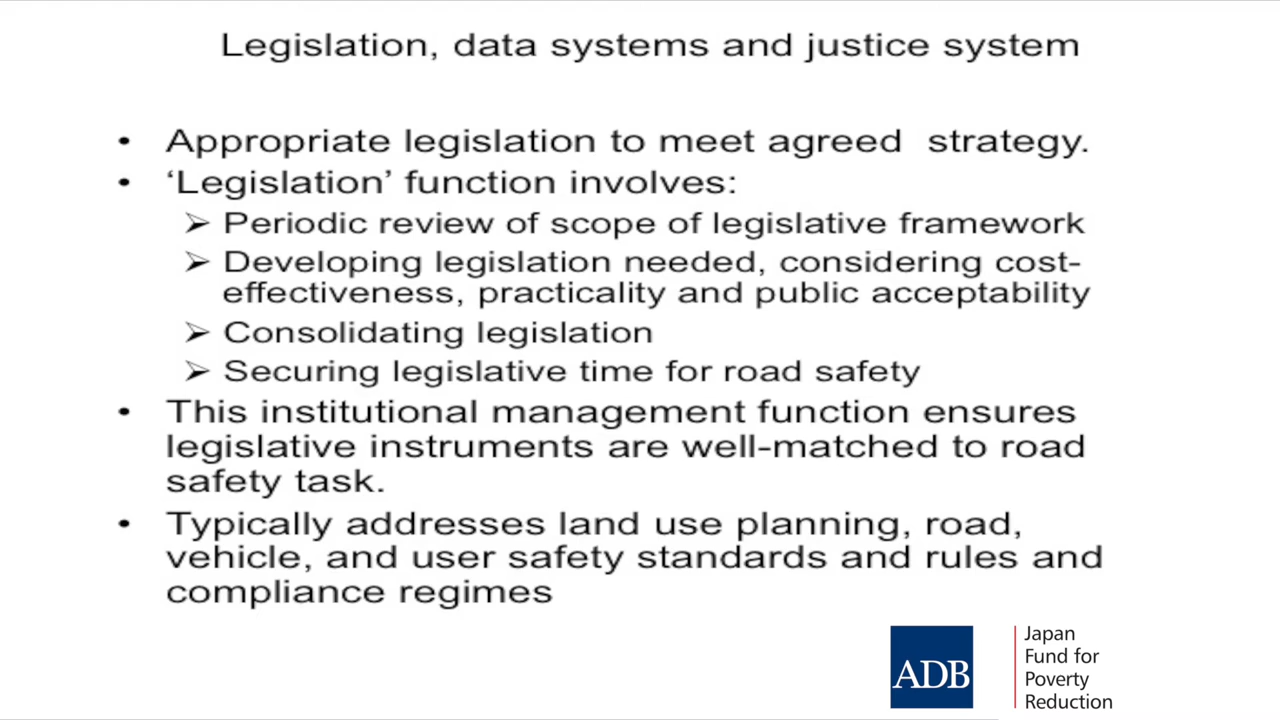 Legislation, data systems and justice system
• Appropriate legislation to meet agreed strategy.
• ‘Legislation’ function involves:
➢ Periodic review of scope of legislative framework
➢ Developing legislation needed, considering cost-
effectiveness, practicality and public acceptability
➢ Consolidating legislation
➢ Securing legislative time for road safety
• This institutional management function ensures
legislative instruments are well-matched to road
safety task.
• Typically addresses land use planning, road,
vehicle, and user safety standards and rules and
compliance regimes
ADB
Japan
Fund for
Poverty
Reduction